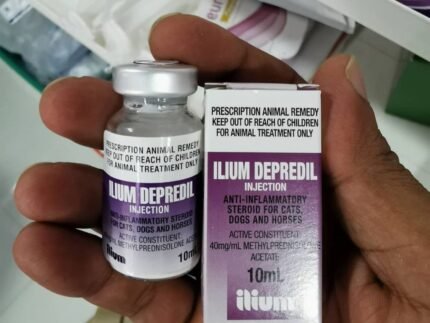 PRESCRIPTION ANIMAL REMEDY
KEEP OUT OF REACH OF CHILDREN
FOR ANIMAL TREATMENT ONLY
ILIUM DEPREDIL
INJECTION
ANTI-INFLAMMATORY STEROID
FOR CATS, DOGS AND HORSES
ACTIVE CONSTITUENT
METHYLPREDNISOLONE
ACETATE
ilium
10m
PRESCRIPTION ANIMAL REMEDY
KEEP OUT OF REACH OF CHILDREN
FOR ANIMAL TREATMENT ONLY
ILIUM DEPREDIL
INJECTION
ANTI-INFLAMMATORY
STEROID FOR CATS,
DOGS AND HORSES
ACTIVE CONSTITUENT
40mg/mL METHYLPREDNISOLONE
ACETATE
10mL
ilium